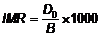 IMR = D₀/B × 1000